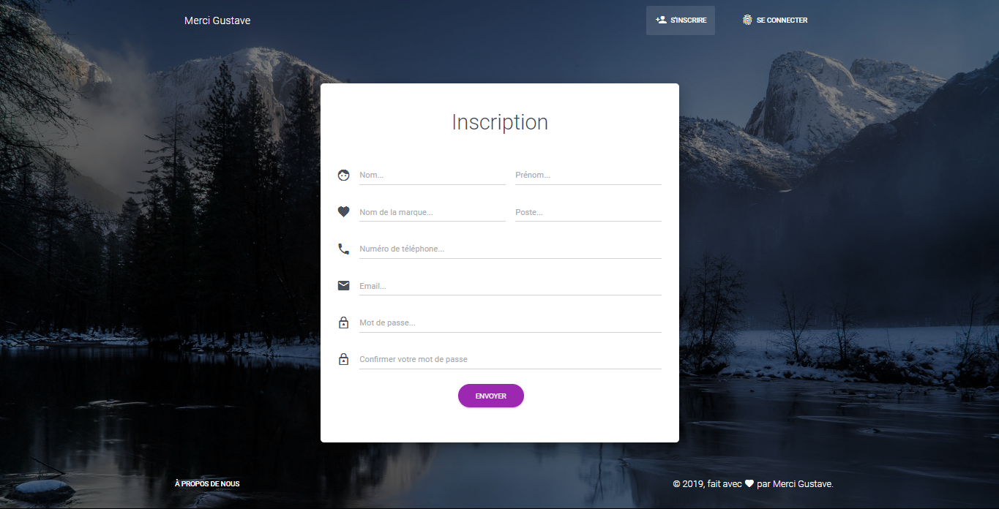 Merci Gustave S'INSCRIRE SE CONNECTER
Inscription
Nom... Prénom...
Nom de la marque... Poste...
Numéro de téléphone...
Email...
Mot de passe...
Confirmer votre mot de passe
ENVOYER
À PROPOS DE NOUS © 2019, fait avec ♥ par Merci Gustave.